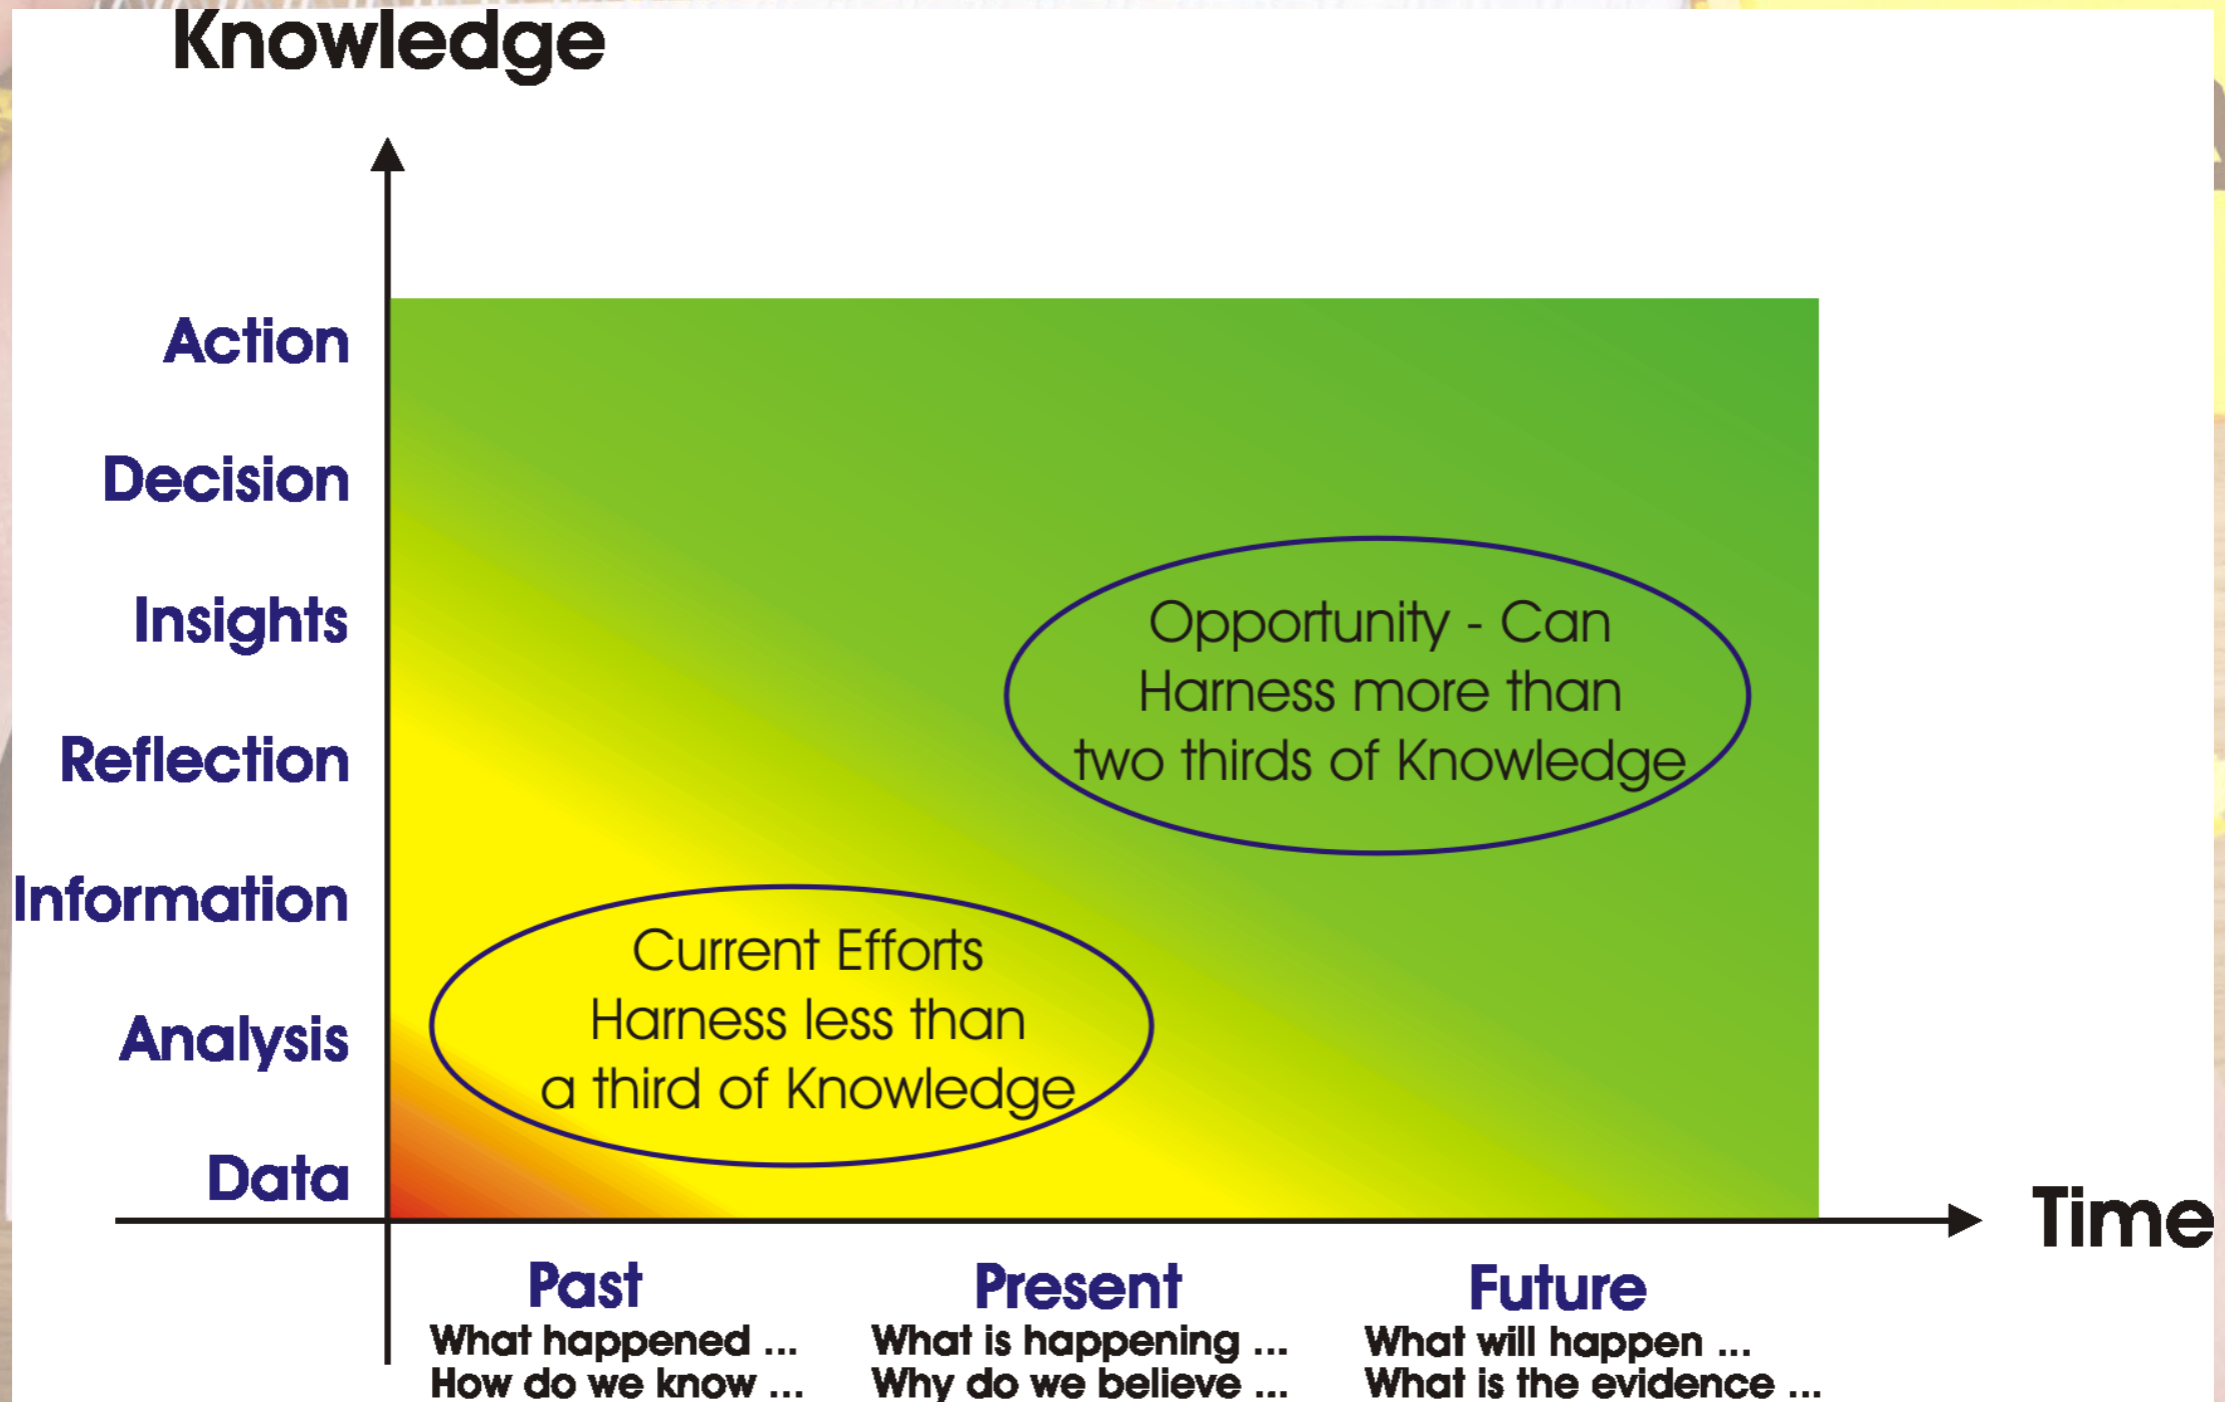 Knowledge
Action
Decision
Insights
Reflection
Information
Analysis
Data
Opportunity - Can
Harness more than
two thirds of Knowledge
Current Efforts
Harness less than
a third of Knowledge
Time
Past
What happened ...
How do we know ...
Present
What is happening ...
Why do we believe ...
Future
What will happen ...
What is the evidence ...